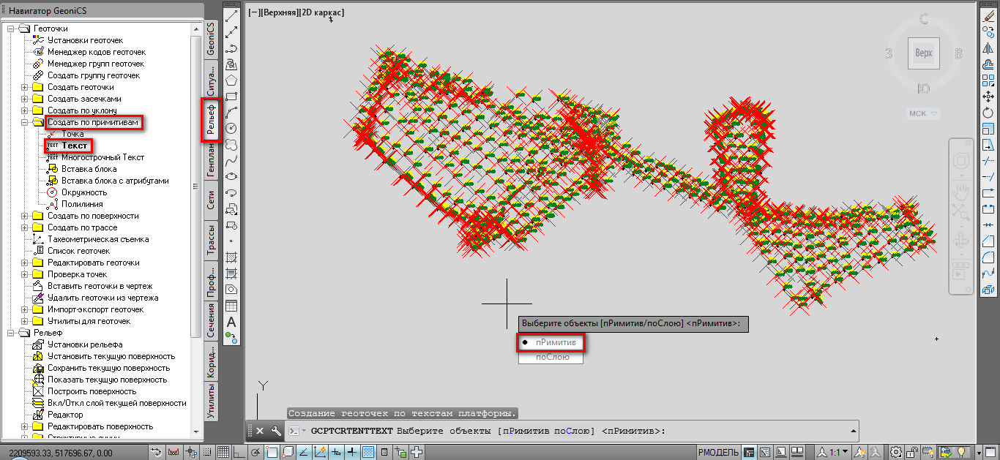 Навигатор GeoniCS
Геоточки
Установки геоточек
Менеджер кодов геоточек
Менеджер групп геоточек
Создать группу геоточек
Создать геоточки
Создать засечками
Создать по уклону
Создать по примитивам
Точка
TEXT Текст
TEXT Многострочный Текст
Вставка блока
Вставка блока с атрибутами
Окружность
Полилиния
Создать по поверхности
Создать по трассе
Тахеометрическая съемка
Список геоточек
Редактировать геоточки
Проверка точек
Вставить геоточки в чертеж
Удалить геоточки из чертежа
Импорт-экспорт геоточек
Утилиты для геоточек
Рельеф
Установки рельефа
Установить текущую поверхность
Сохранить текущую поверхность
Показать текущую поверхность
Построить поверхность
Вкл/Откл слой текущей поверхности
Редактор
Редактировать поверхность
Структурные линии
GeoniCS
Ситуа...
Рельеф
Генплан
Сети
Трассы
Проф...
Сечения
Корид...
Утилиты
A
[−][Верхняя][2D каркас]
С
З
Верх
В
Ю
МСК
Выберите объекты [пРимитив/поСлою] <пРимитив>:
пРимитив
поСлою
Y
Создание геоточек по текстам платформы.
GCPTCRTENTTEXT Выберите объекты [пРимитив поСлою] <пРимитив>:
2209593.33, 517696.67, 0.00
РМОДЕЛЬ
1:1